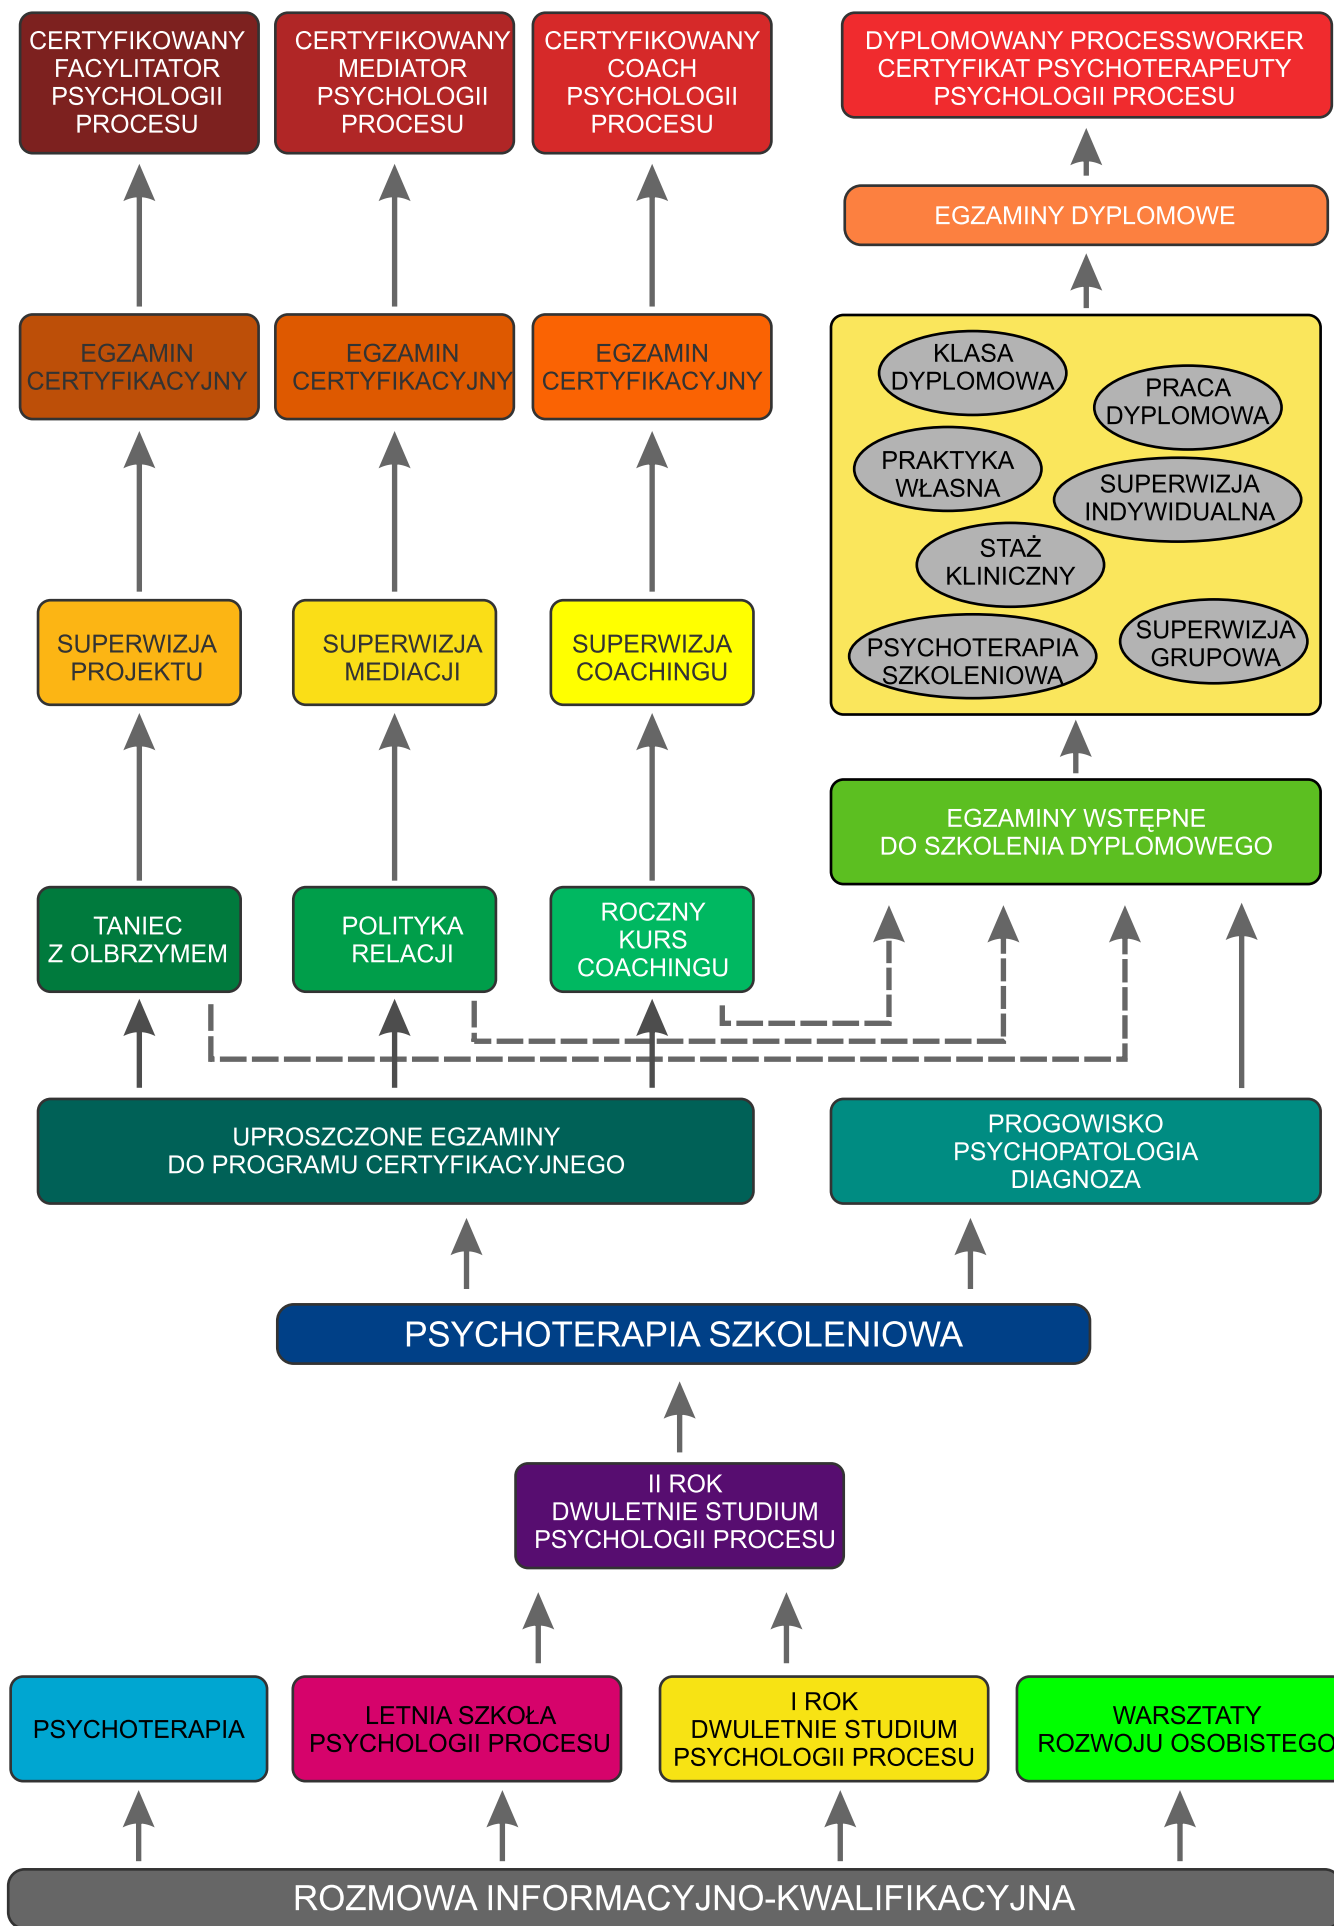 CERTYFIKOWANY
FACYLITATOR
PSYCHOLOGII
PROCESU
CERTYFIKOWANY
MEDIATOR
PSYCHOLOGII
PROCESU
CERTYFIKOWANY
COACH
PSYCHOLOGII
PROCESU
DYPLOMOWANY PROCESSWORKER
CERTYFIKAT PSYCHOTERAPEUTY
PSYCHOLOGII PROCESU
EGZAMINY DYPLOMOWE
EGZAMIN
CERTYFIKACYJNY
EGZAMIN
CERTYFIKACYJNY
EGZAMIN
CERTYFIKACYJNY
KLASA
DYPLOMOWA
PRACA
DYPLOMOWA
PRAKTYKA
WŁASNA
SUPERWIZJA
INDYWIDUALNA
STAŻ
KLINICZNY
PSYCHOTERAPIA
SZKOLENIOWA
SUPERWIZJA
GRUPOWA
SUPERWIZJA
PROJEKTU
SUPERWIZJA
MEDIACJI
SUPERWIZJA
COACHINGU
EGZAMINY WSTĘPNE
DO SZKOLENIA DYPLOMOWEGO
TANIEC
Z OLBRZYMEM
POLITYKA
RELACJI
ROCZNY
KURS
COACHINGU
UPROSZCZONE EGZAMINY
DO PROGRAMU CERTYFIKACYJNEGO
PROGOWISKO
PSYCHOPATOLOGIA
DIAGNOZA
PSYCHOTERAPIA SZKOLENIOWA
II ROK
DWULETNIE STUDIUM
PSYCHOLOGII PROCESU
PSYCHOTERAPIA
LETNIA SZKOŁA
PSYCHOLOGII PROCESU
I ROK
DWULETNIE STUDIUM
PSYCHOLOGII PROCESU
WARSZTATY
ROZWOJU OSOBISTEGO
ROZMOWA INFORMACYJNO-KWALIFIKACYJNA